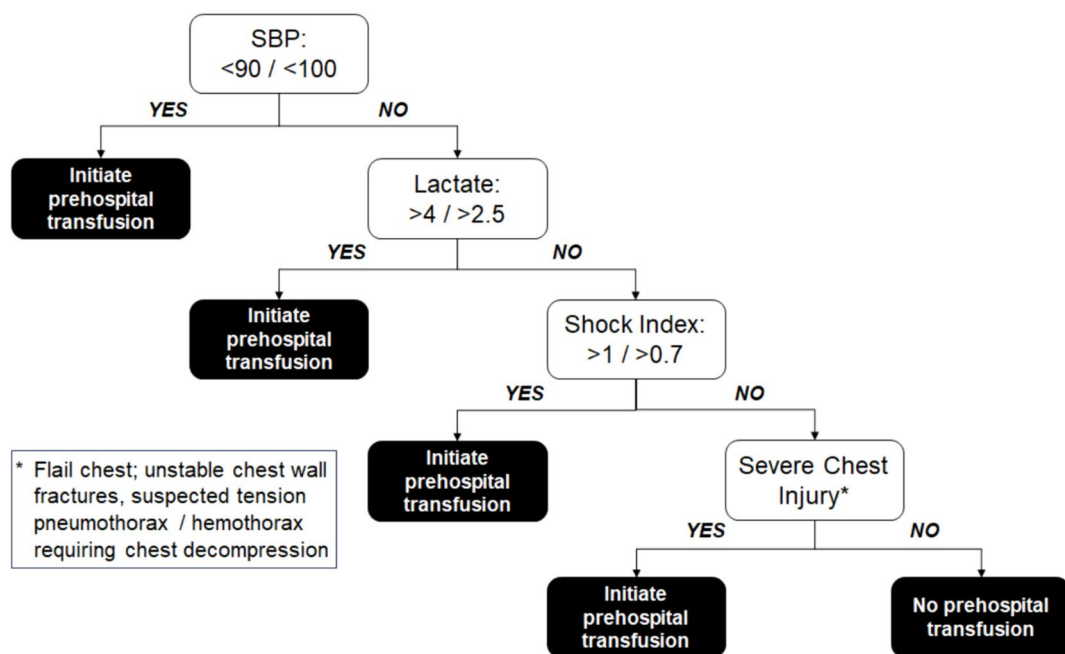 SBP:
<90 / <100
YES
NO
Initiate
prehospital
transfusion
Lactate:
>4 / >2.5
YES
NO
Initiate
prehospital
transfusion
Shock Index:
>1 / >0.7
YES
NO
Initiate
prehospital
transfusion
Severe Chest
Injury*
YES
NO
Initiate
prehospital
transfusion
No prehospital
transfusion
* Flail chest; unstable chest wall
fractures, suspected tension
pneumothorax / hemothorax
requiring chest decompression